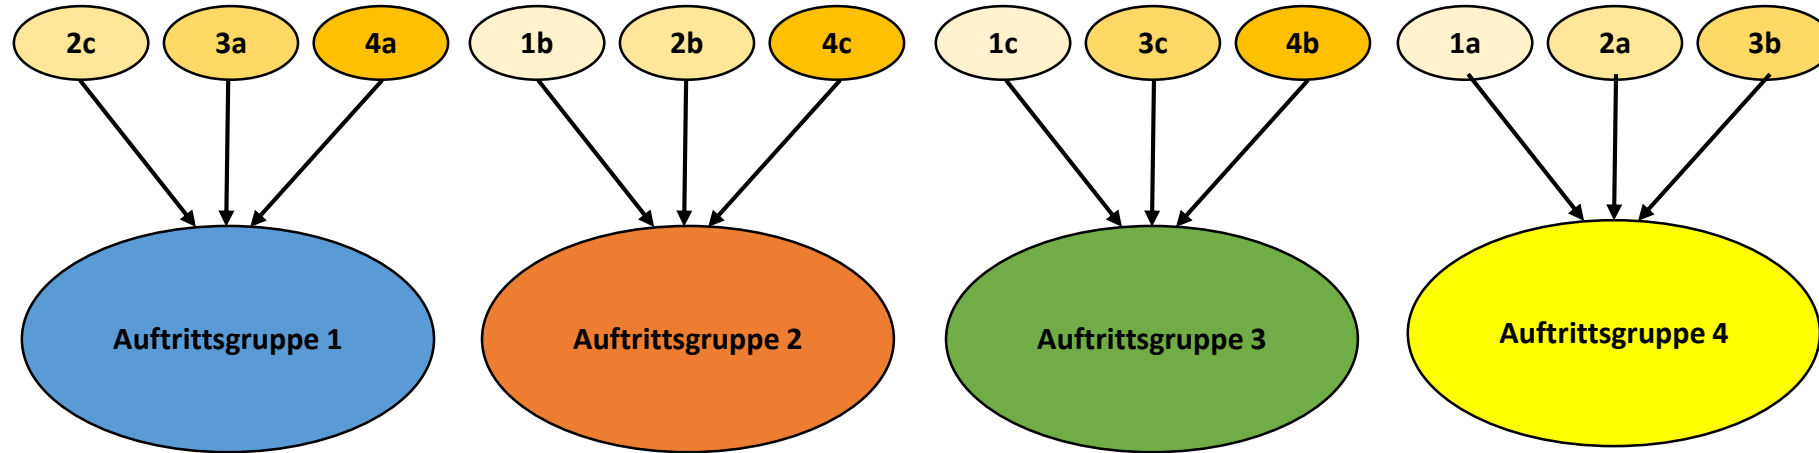 2c 3a 4a 1b 2b 4c 1c 3c 4b 1a 2a 3b
Auftrittsgruppe 1 Auftrittsgruppe 2 Auftrittsgruppe 3 Auftrittsgruppe 4